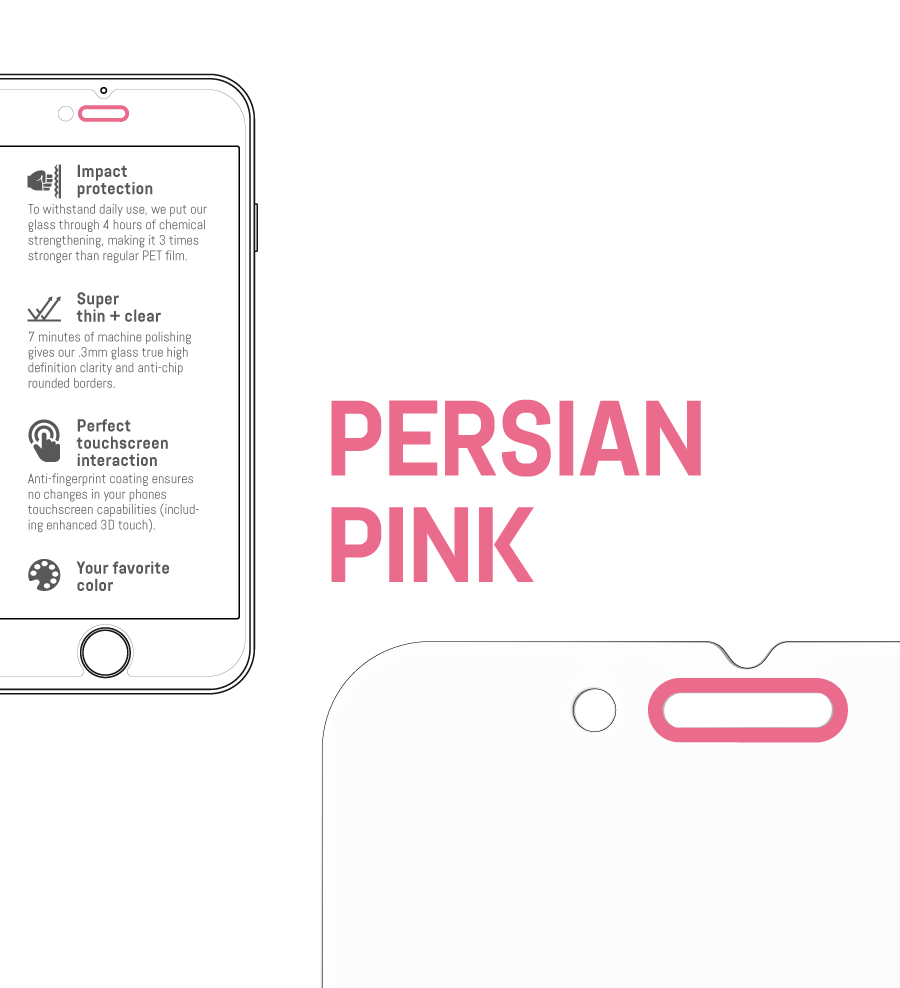 Impact
protection
To withstand daily use, we put our
glass through 4 hours of chemical
strengthening, making it 3 times
stronger than regular PET film.
Super
thin + clear
7 minutes of machine polishing
gives our .3mm glass true high
definition clarity and anti-chip
rounded borders.
Perfect
touchscreen
interaction
Anti-fingerprint coating ensures
no changes in your phones
touchscreen capabilities (includ-
ing enhanced 3D touch).
Your favorite
color
PERSIAN
PINK